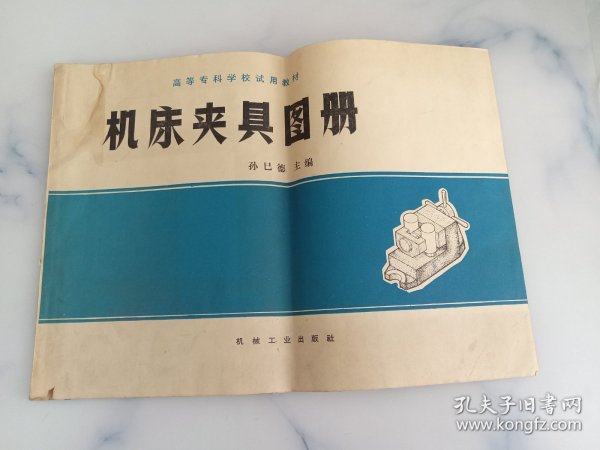 高等专科学校试用教材
机床夹具图册
孙巳德 主编
机械工业出版社
孔夫子旧书网
www.kongfz.com